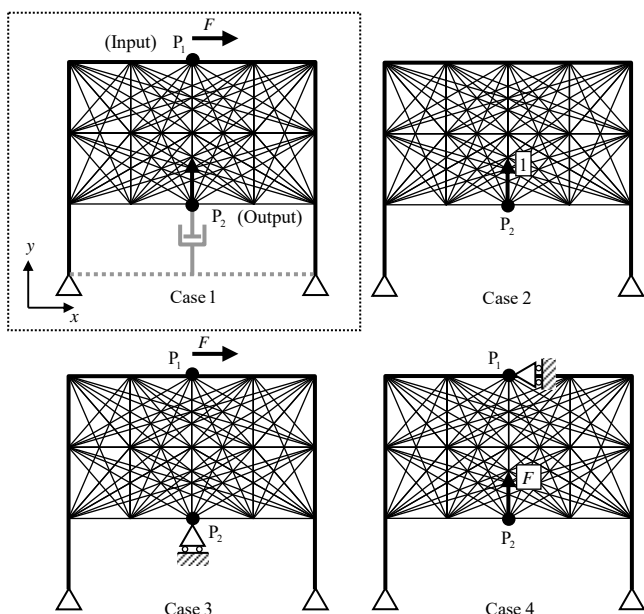 F
(Input) P1
P2 (Output)
y
x
Case 1
1
P2
Case 2
F
P1
P2
Case 3
P1
F
P2
Case 4